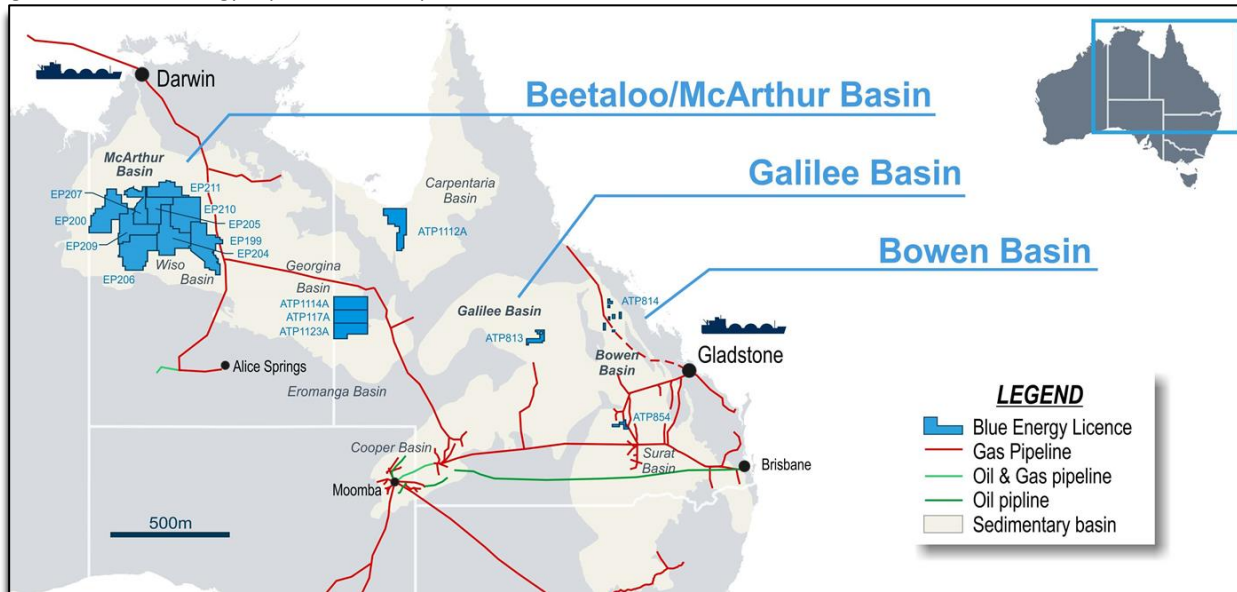 Darwin
Beetaloo/McArthur Basin
McArthur
Basin
Galilee Basin
Carpentaria
Basin
EP207
EP211
EP200
EP210
EP205
EP209
EP199
EP204
EP206
Wiso
Basin
ATP1112A
Bowen Basin
Georgina
Basin
ATP1114A
ATP117A
ATP1123A
Galilee Basin
ATP813
ATP814
Bowen
Basin
Gladstone
Alice Springs
Eromanga Basin
ATP854
Cooper Basin
Surat
Basin
Brisbane
Moomba
500m
LEGEND
Blue Energy Licence
Gas Pipeline
Oil & Gas pipeline
Oil pipline
Sedimentary basin